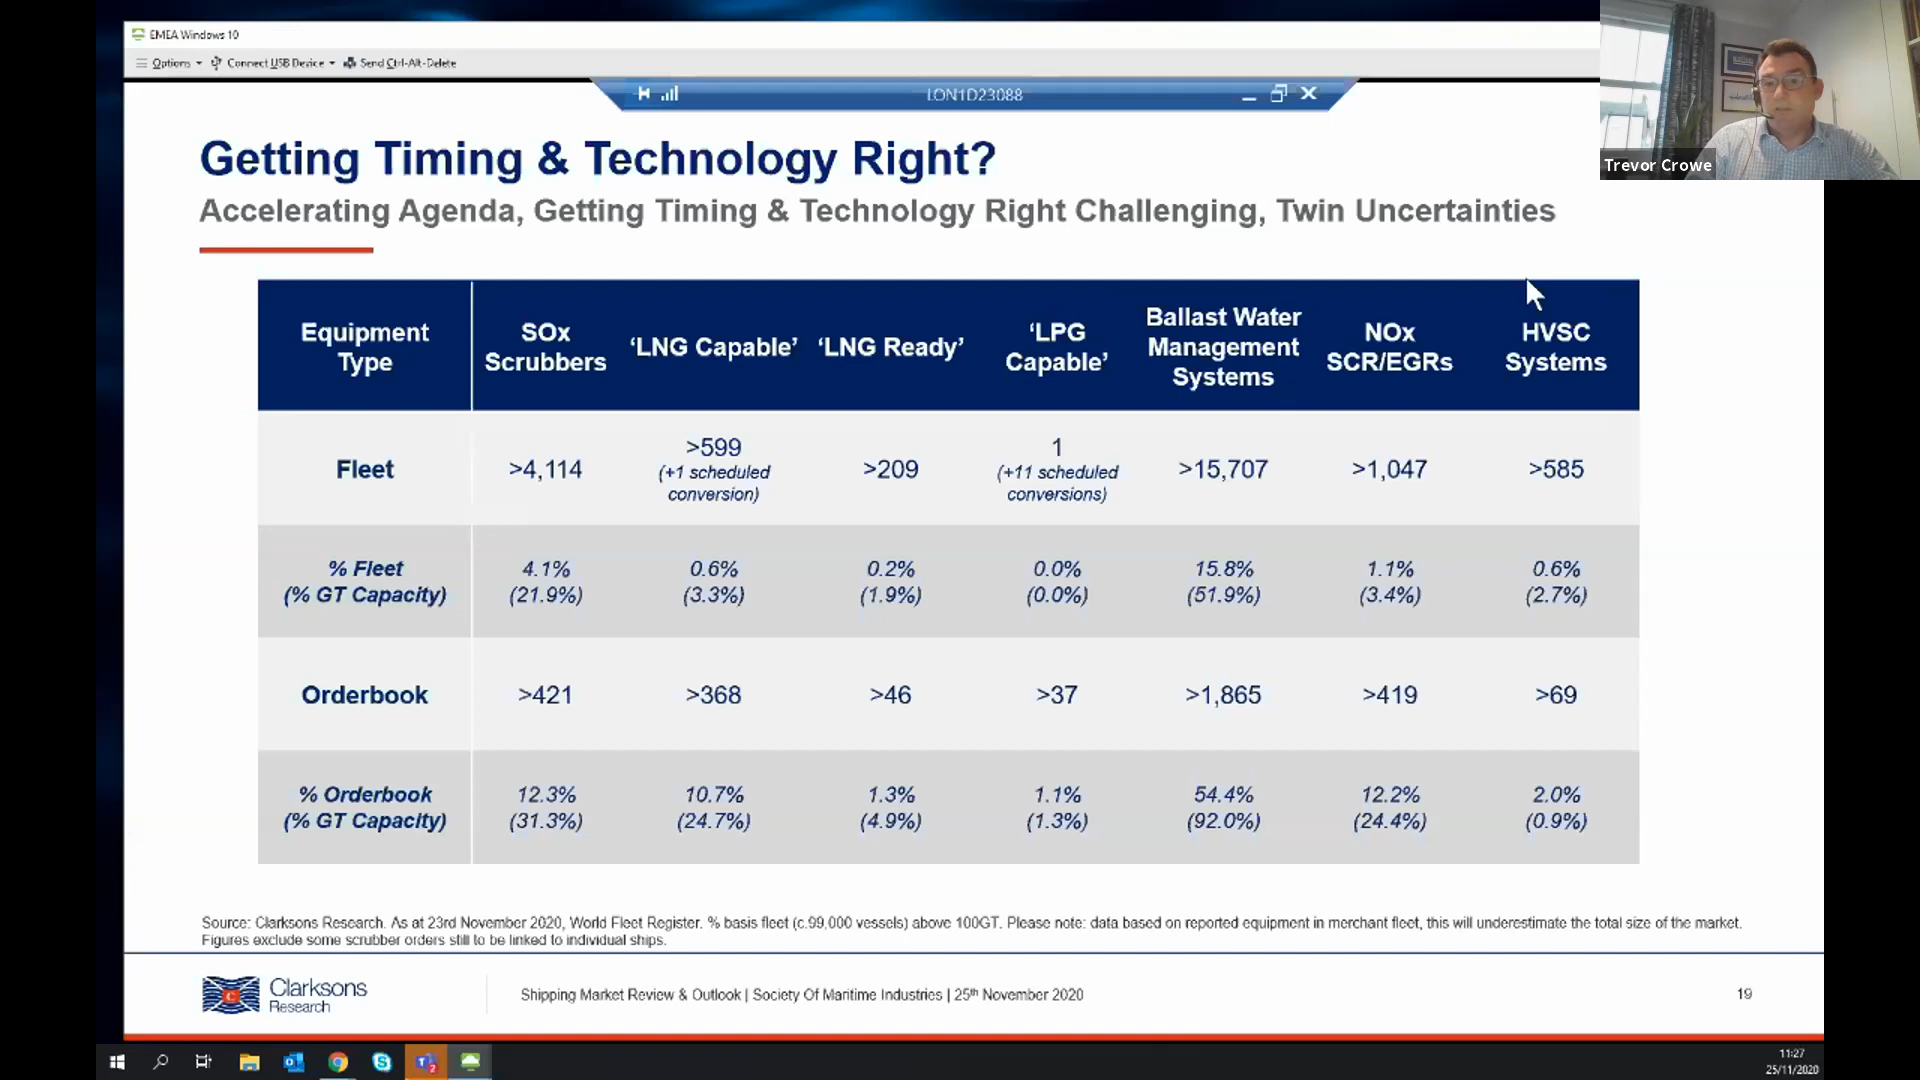 EMEA Windows 10
Options Connect USB Device Send Ctrl-Alt-Delete
LON1D23088
Trevor Crowe
Getting Timing & Technology Right?
Accelerating Agenda, Getting Timing & Technology Right Challenging, Twin Uncertainties
Equipment Type
SOx Scrubbers
‘LNG Capable’
‘LNG Ready’
‘LPG Capable’
Ballast Water Management Systems
NOx SCR/EGRs
HVSC Systems
Fleet
>4,114
>599
(+1 scheduled conversion)
>209
1
(+11 scheduled conversions)
>15,707
>1,047
>585
% Fleet
(% GT Capacity)
4.1%
(21.9%)
0.6%
(3.3%)
0.2%
(1.9%)
0.0%
(0.0%)
15.8%
(51.9%)
1.1%
(3.4%)
0.6%
(2.7%)
Orderbook
>421
>368
>46
>37
>1,865
>419
>69
% Orderbook
(% GT Capacity)
12.3%
(31.3%)
10.7%
(24.7%)
1.3%
(4.9%)
1.1%
(1.3%)
54.4%
(92.0%)
12.2%
(24.4%)
2.0%
(0.9%)
Source: Clarksons Research. As at 23rd November 2020, World Fleet Register. % basis fleet (c.99,000 vessels) above 100GT. Please note: data based on reported equipment in merchant fleet, this will underestimate the total size of the market.
Figures exclude some scrubber orders still to be linked to individual ships.
C
Clarksons
Research
Shipping Market Review & Outlook | Society Of Maritime Industries | 25th November 2020
19
11:27
25/11/2020